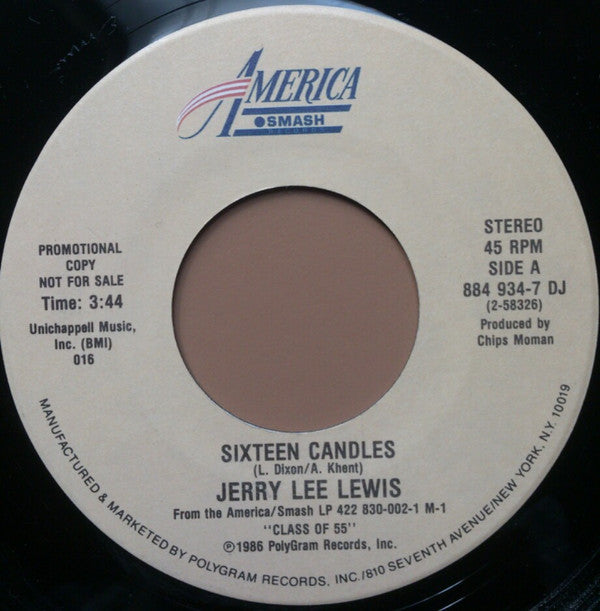 AMERICA
SMASH
RECORDS
PROMOTIONAL
COPY
NOT FOR SALE
Time: 3:44
Unichappell Music,
Inc. (BMI)
016
STEREO
45 RPM
SIDE A
884 934-7 DJ
(2-58326)
Produced by
Chips Moman
SIXTEEN CANDLES
(L. Dixon/A. Khent)
JERRY LEE LEWIS
From the America/Smash LP 422 830-002-1 M-1
"CLASS OF 55"
℗1986 PolyGram Records, Inc.
MANUFACTURED & MARKETED BY POLYGRAM RECORDS, INC./810 SEVENTH AVENUE/NEW YORK, N.Y. 10019